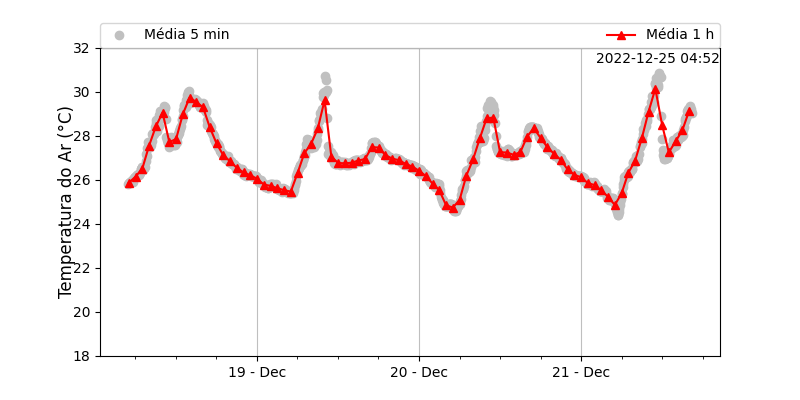 Média 5 min
Média 1 h
2022-12-25 04:52
Temperatura do Ar (°C)
32
30
28
26
24
22
20
18
19 - Dec
20 - Dec
21 - Dec